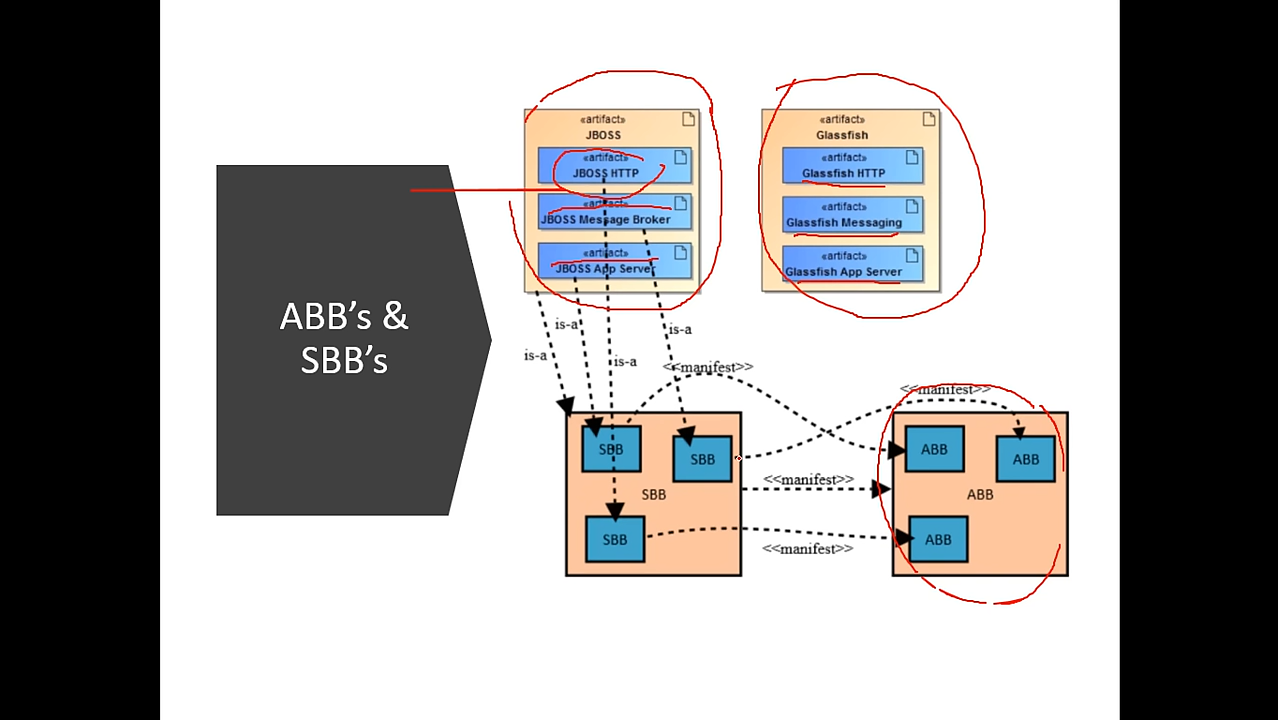 ABB’s &
SBB’s
«artifact»
JBOSS
«artifact»
JBOSS HTTP
«artifact»
JBOSS Message Broker
«artifact»
JBOSS App Server
«artifact»
Glassfish
«artifact»
Glassfish HTTP
«artifact»
Glassfish Messaging
«artifact»
Glassfish App Server
is-a
is-a
is-a
is-a
<<manifest>>
<<manifest>>
SBB
SBB
SBB
SBB
<<manifest>>
<<manifest>>
ABB
ABB
ABB
ABB